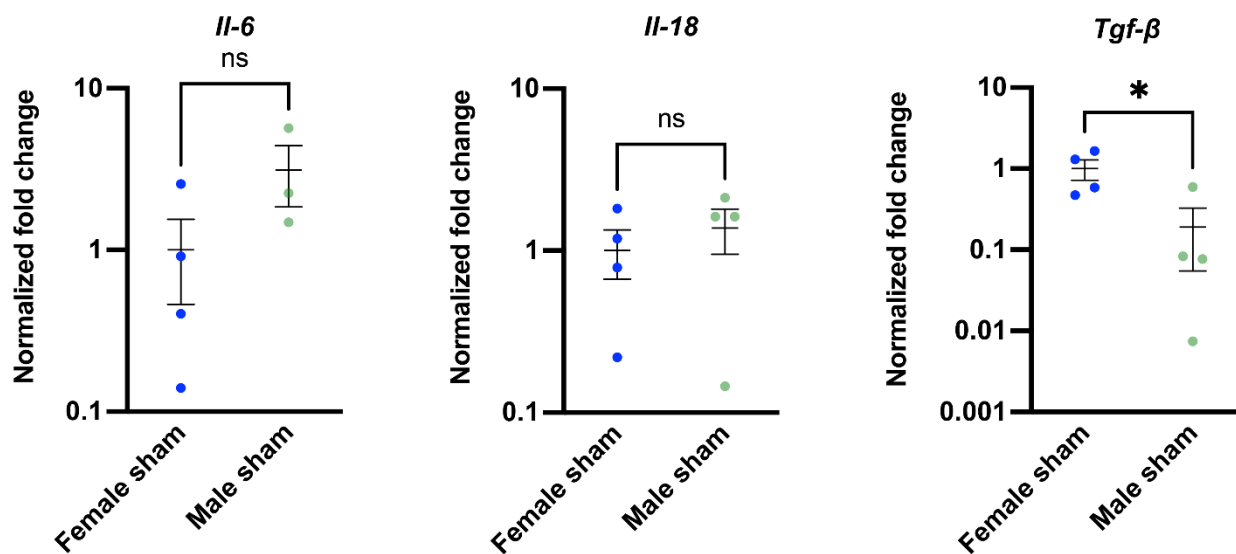 Il-6
ns
Normalized fold change
10
1
0.1
Female sham
Male sham
Il-18
ns
Normalized fold change
10
1
0.1
Female sham
Male sham
Tgf-β
*
Normalized fold change
10
1
0.1
0.01
0.001
Female sham
Male sham